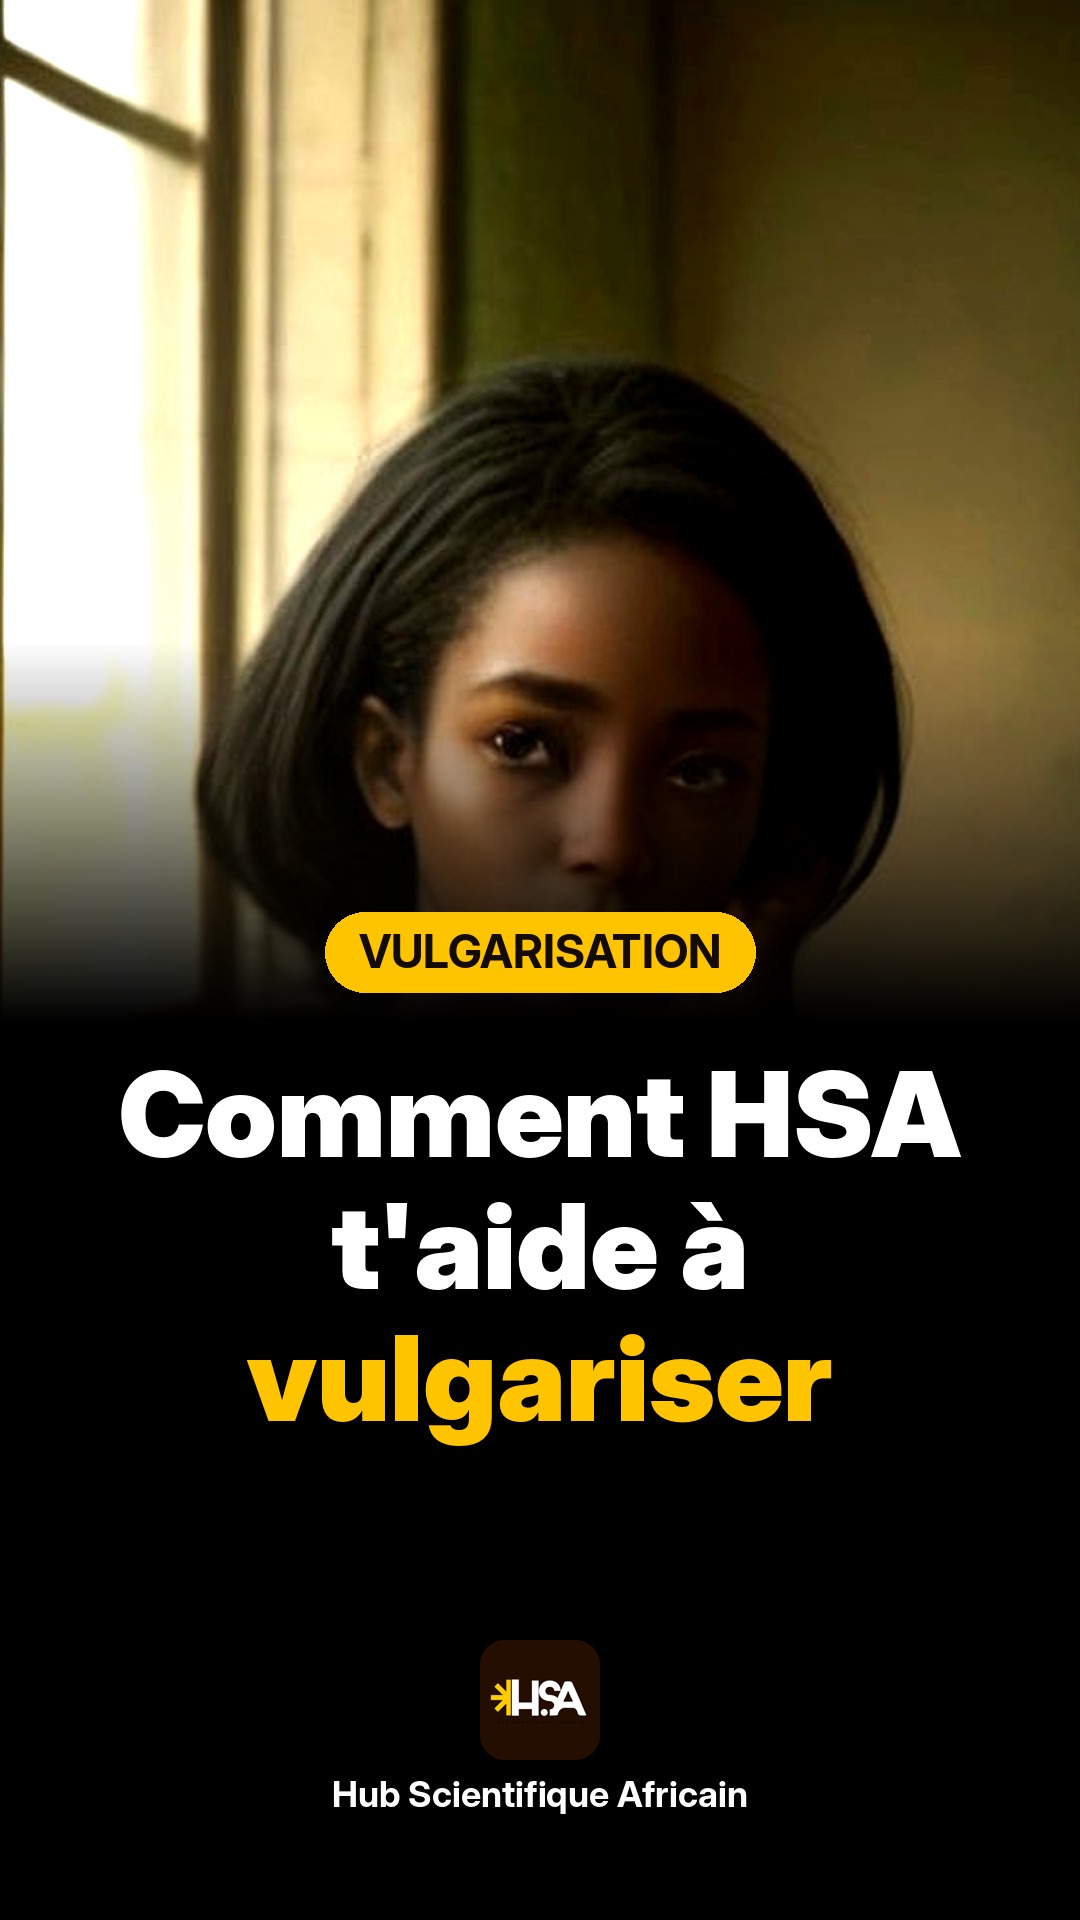 VULGARISATION
Comment HSA
t'aide à
vulgariser
HSA
Hub Scientifique Africain